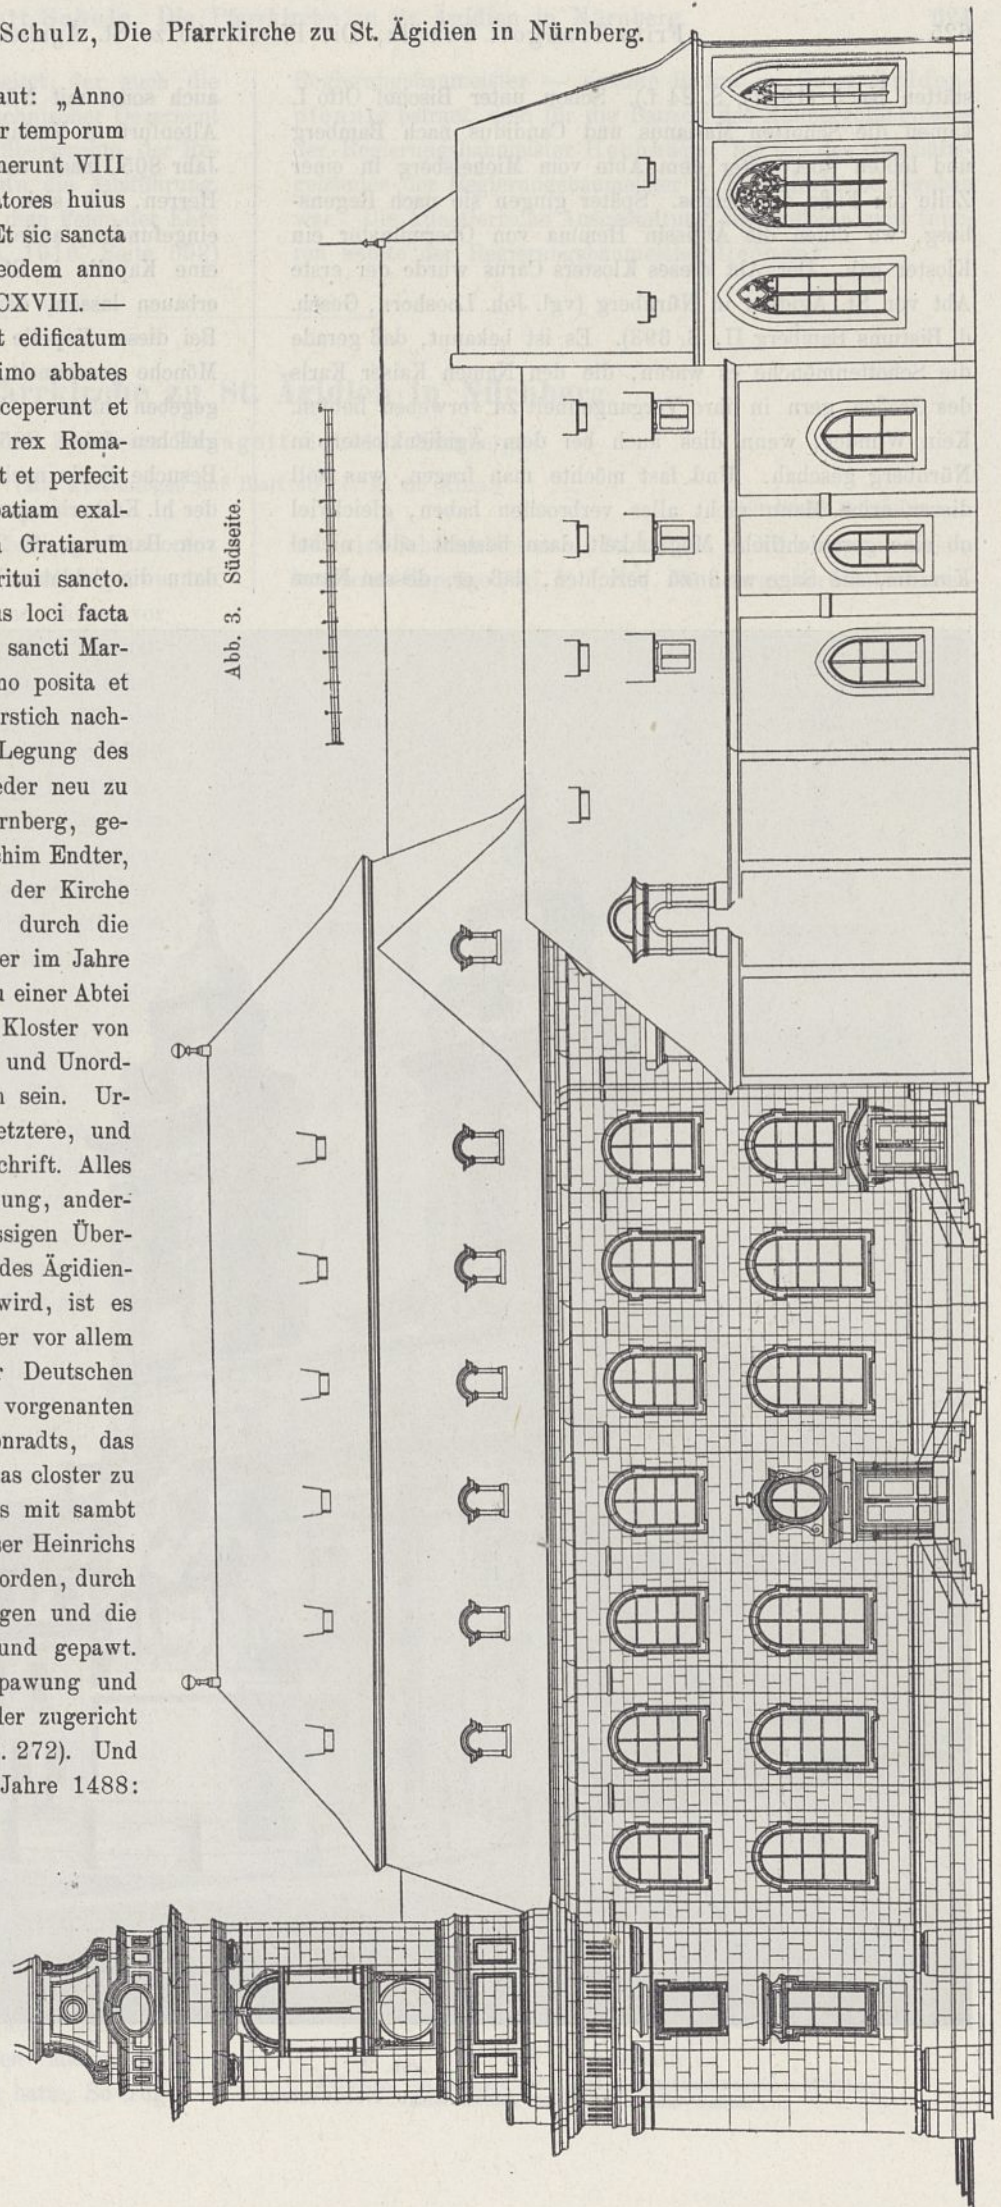 Schulz, Die Pfarrkirche zu St. Ägidien in Nürnberg.
aut: „Anno
r temporum
nerunt VIII
tores huius
Et sic sancta
eodem anno
CXVIII.
t edificatum
imo abbates
ceperunt et
rex Roma-
t et perfecit
atiam exal-
n Gratiarum
ritui sancto.
us loci facta
sancti Mar-
no posita et
rstich nach-
Legung des
eder neu zu
rnberg, ge-
chim Endter,
der Kirche
durch die
er im Jahre
u einer Abtei
Kloster von
und Unord-
n sein. Ur-
etztere, und
chrift. Alles
ung, ander-
ssigen Über-
des Ägidien-
wird, ist es
er vor allem
r Deutschen
vorgenanten
onradts, das
as closter zu
s mit sambt
ser Heinrichs
orden, durch
gen und die
und gepawt.
pawung und
der zugericht
. 272). Und
Jahre 1488:
Abb. 3. Südseite.